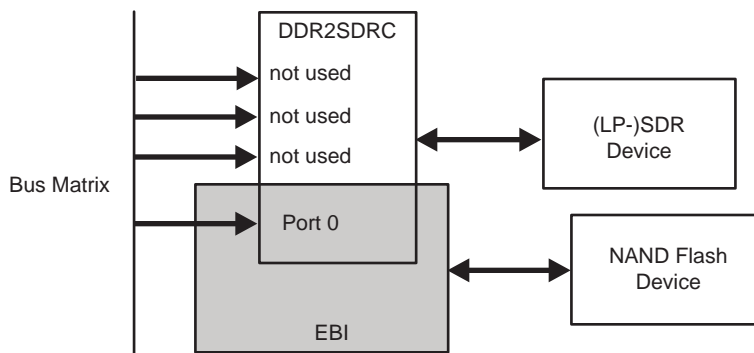 DDR2SDRC
not used
not used
not used
(LP-)SDR
Device
Bus Matrix
Port 0
NAND Flash
Device
EBI